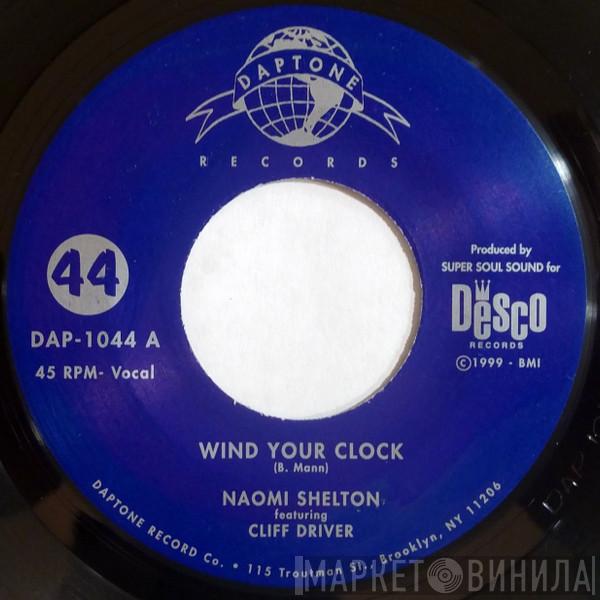 DAPTONE
RECORDS
44
DAP-1044 A
45 RPM- Vocal
Produced by
SUPER SOUL SOUND for
DESCO
RECORDS
©1999 - BMI
WIND YOUR CLOCK
(B. Mann)
NAOMI SHELTON
featuring
CLIFF DRIVER
DAPTONE RECORD Co. • 115 Troutman St., Brooklyn, NY 11206
МАРКЕТ ВИНИЛА